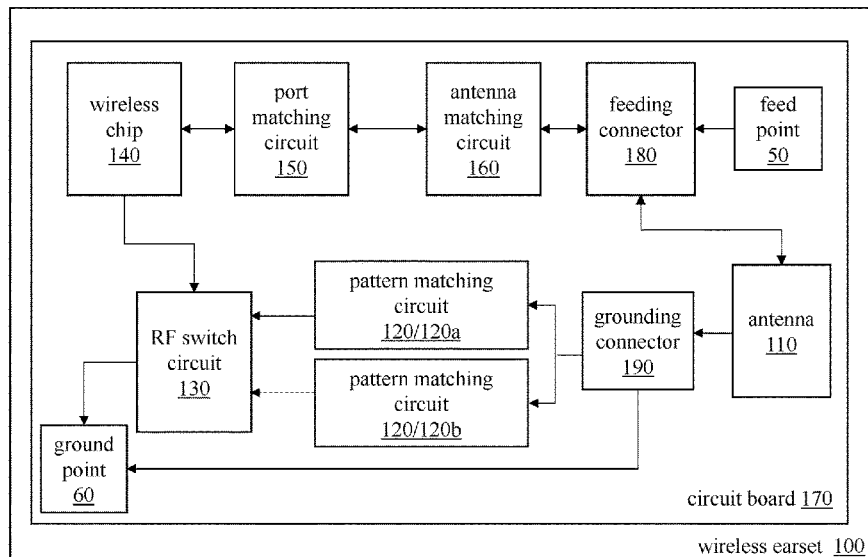 wireless
chip
140
port
matching
circuit
150
antenna
matching
circuit
160
feeding
connector
180
feed
point
50
RF switch
circuit
130
pattern matching
circuit
120/120a
pattern matching
circuit
120/120b
grounding
connector
190
antenna
110
ground
point
60
circuit board 170
wireless earset 100